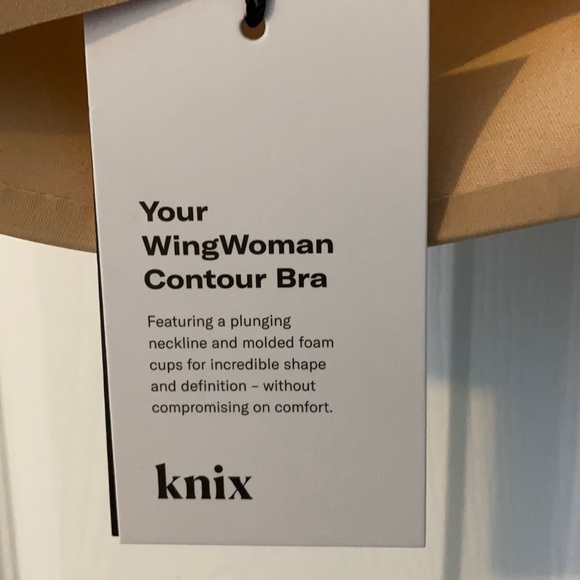 Your
WingWoman
Contour Bra
Featuring a plunging
neckline and molded foam
cups for incredible shape
and definition – without
compromising on comfort.
knix